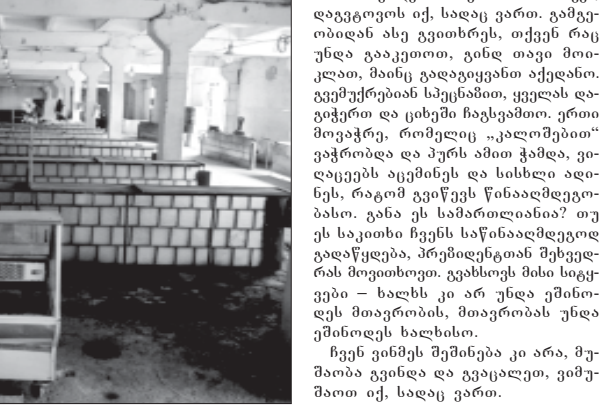 დაგვტოვოს იქ, სადაც ვართ. გამგე-
ობიდან ასე გვითხრეს, თქვენ რაც
უნდა გააკეთოთ, გინდ თავი მოი-
კლათ, მაინც გადაგიყვანთ აქედანო.
გვემუქრებიან სპეცნაზით, ყველას და-
გიჭერთ და ციხეში ჩაგსვამთო. ერთი
მოვაჭრე, რომელიც „კალოშებით“
ვაჭრობდა და პურს ამით ჭამდა, ვი-
ღაცეებს აცემინეს და სისხლი ადი-
ნეს, რატომ გვიწევს წინააღმდეგო-
ბასო. განა ეს სამართლიანია? თუ
ეს საკითხი ჩვენს საწინააღმდეგოდ
გადაწყდება, პრეზიდენტთან შეხვედ-
რას მოვითხოვთ. გვახსოვს მისი სიტყ-
ვები – ხალხს კი არ უნდა ეშინო-
დეს მთავრობის, მთავრობას უნდა
ეშინოდეს ხალხისო.
ჩვენ ვინმეს შეშინება კი არა, მუ-
შაობა გვინდა და გვაცალეთ, ვიმუ-
შაოთ იქ, სადაც ვართ.